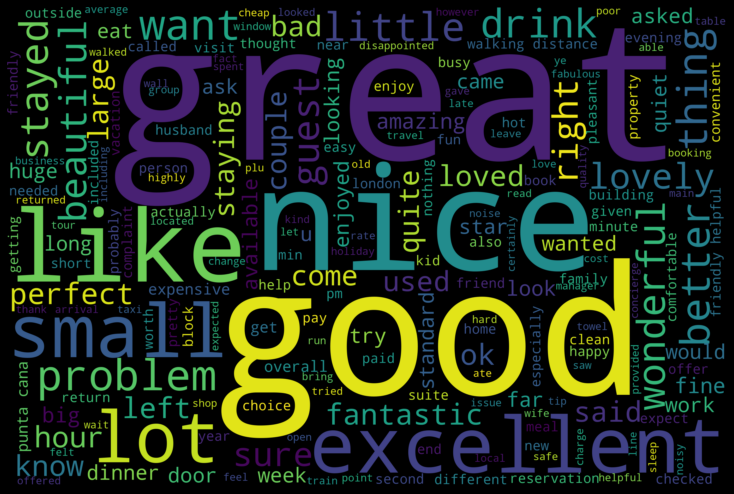 outside average cheap looked however poor table
eat want little drink asked
friendly stayed beautiful called visit thought near disappointed walking distance evening able
large great bad window walked busy gave ye fabulous quiet thing convenient
ask wall fact spent enjoy late came hot leave pleasant property
vacation group couple guest looking amazing fun right
husband staying easy travel booking
business included including huge person plu old loved love lovely quality
needed highly london nothing book read building main
returned nice like
getting tour actually located available enjoyed kind u let quite star noise also given minute better
long short probably complaint change min rate holiday kid certainly wanted cost family manager comfortable friendly helpful
perfect expensive help come pm used friend look wonderful concierge
thank arrival taxi worth pretty block expected good get pay try hard home especially towel clean happy saw
small run paid standard ok ate provided would offer
problem overall bring suite fine
punta cana return left choice tried issue far work
big lot shop fantastic wife tip said expect
hour felt wait year sure open end meal new safe charge line noisy sleep
know dinner door week feel train point excellent local second different reservation helpful checked
offered